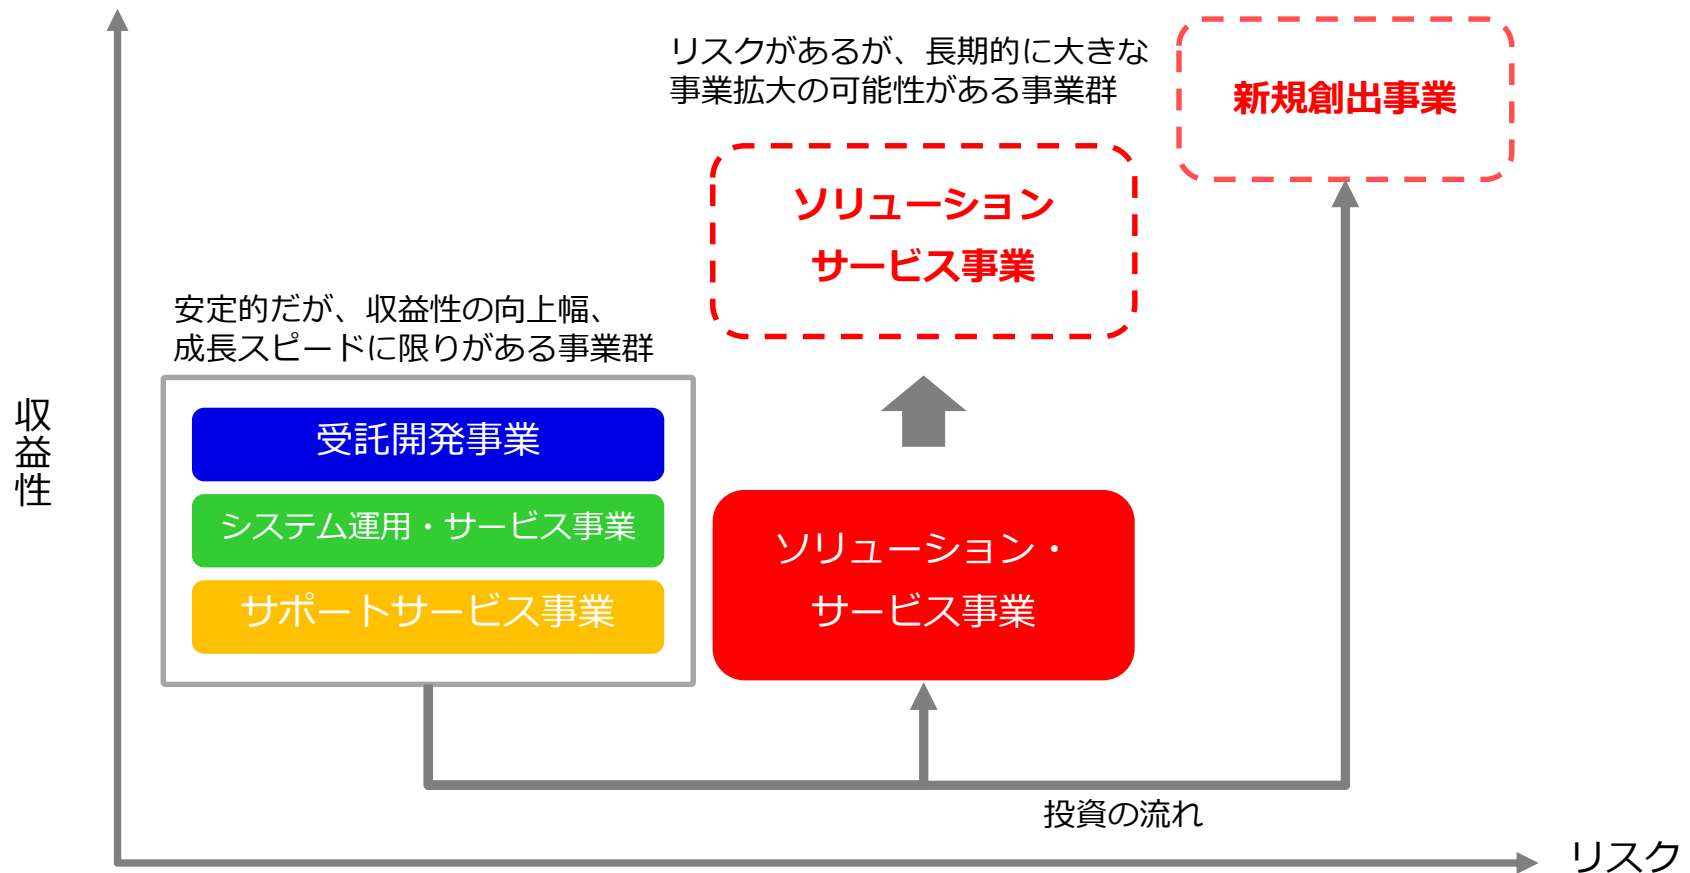 リスクがあるが、長期的に大きな
事業拡大の可能性がある事業群
新規創出事業
ソリューション
サービス事業
安定的だが、収益性の向上幅、
成長スピードに限りがある事業群
収益性
受託開発事業
システム運用・サービス事業
サポートサービス事業
ソリューション・
サービス事業
投資の流れ
リスク